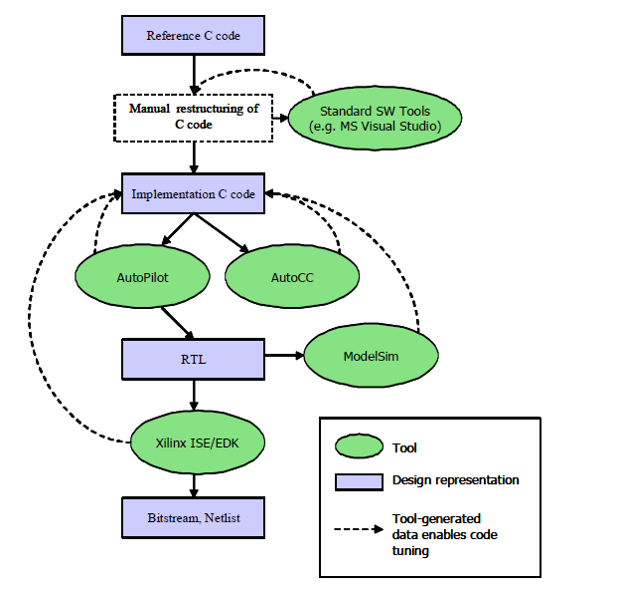 Reference C code
Manual restructuring of
C code
Standard SW Tools
(e.g. MS Visual Studio)
Implementation C code
AutoPilot
AutoCC
RTL
ModelSim
Xilinx ISE/EDK
Bitstream, Netlist
Tool
Design representation
Tool-generated
data enables code
tuning